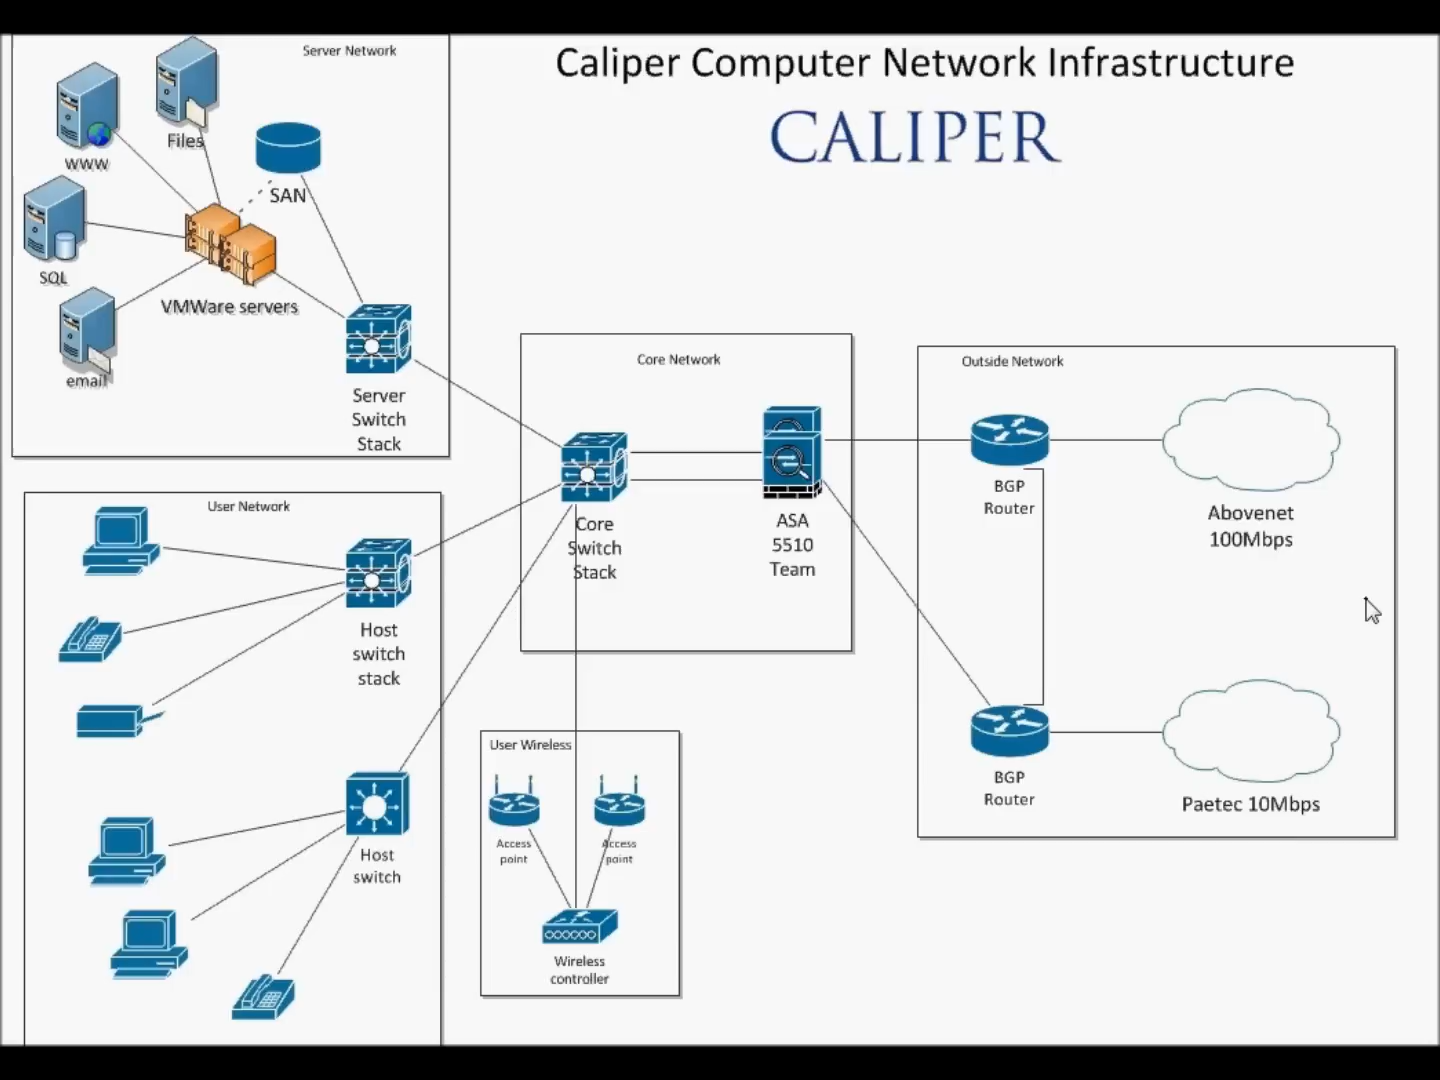 Server Network
Caliper Computer Network Infrastructure
CALIPER
www
Files
SAN
SQL
VMWare servers
email
Server
Switch
Stack
Core Network
Core
Switch
Stack
ASA
5510
Team
Outside Network
BGP
Router
Abovenet
100Mbps
BGP
Router
Paetec 10Mbps
User Network
Host
switch
stack
Host
switch
User Wireless
Access
point
Access
point
Wireless
controller